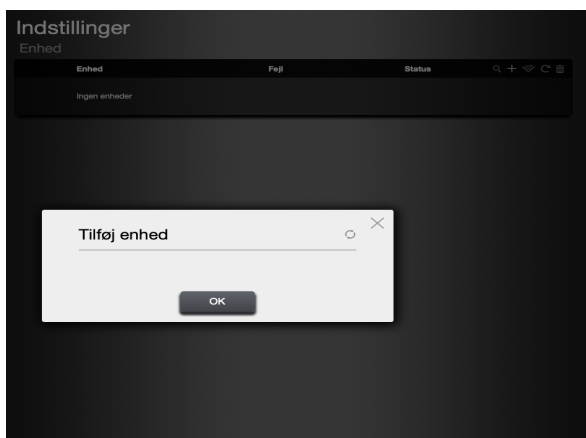 Indstillinger
Enhed
Enhed Fejl Status
Ingen enheder
Tilføj enhed
OK